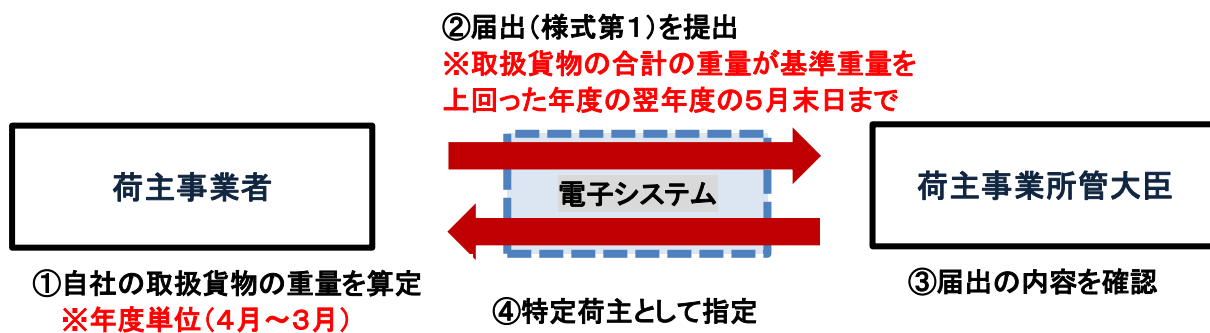 ②届出（様式第１）を提出
※取扱貨物の合計の重量が基準重量を
上回った年度の翌年度の５月末日まで
荷主事業者
電子システム
荷主事業所管大臣
①自社の取扱貨物の重量を算定
※年度単位（４月～３月）
④特定荷主として指定
③届出の内容を確認